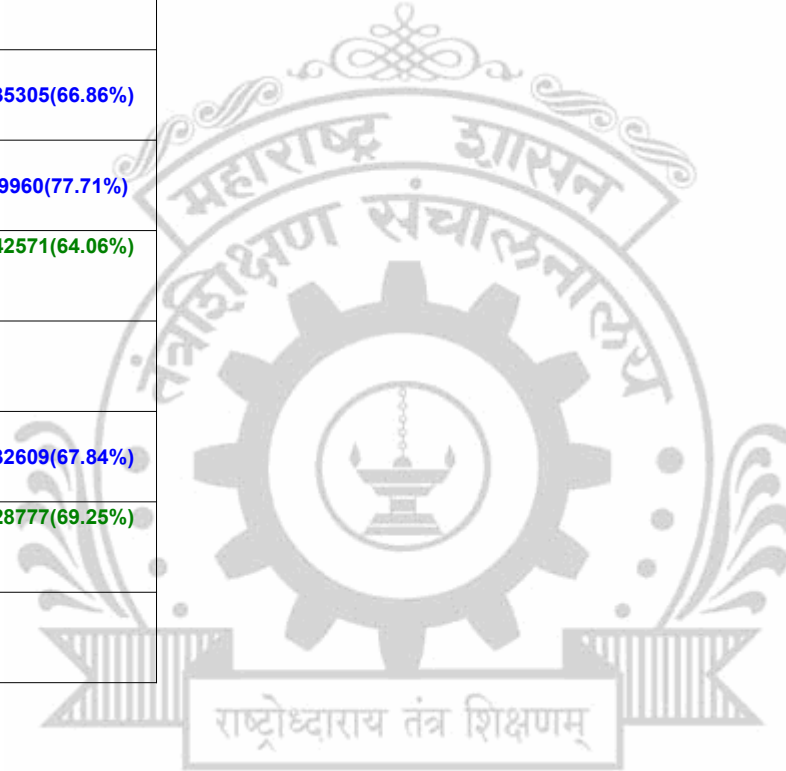 35305(66.86%)
9960(77.71%)
42571(64.06%)
32609(67.84%)
28777(69.25%)
महाराष्ट्र शासन
तंत्रशिक्षण संचालनालय
राष्ट्रोध्दाराय तंत्र शिक्षणम्